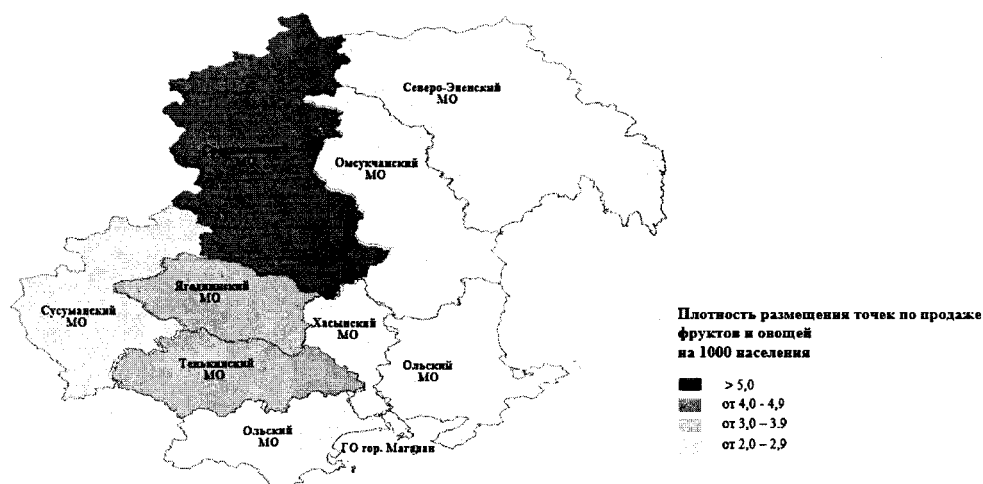 Северо-Эвенский
МО
Омсукчанский
МО
Ягоднинский
МО
Сусуманский
МО
Хасынский
МО
Тенькинский
МО
Ольский
МО
Ольский
МО
ГО гор. Магадан
Плотность размещения точек по продаже
фруктов и овощей
на 1000 населения
> 5,0
от 4,0 - 4,9
от 3,0 – 3.9
от 2,0 – 2,9